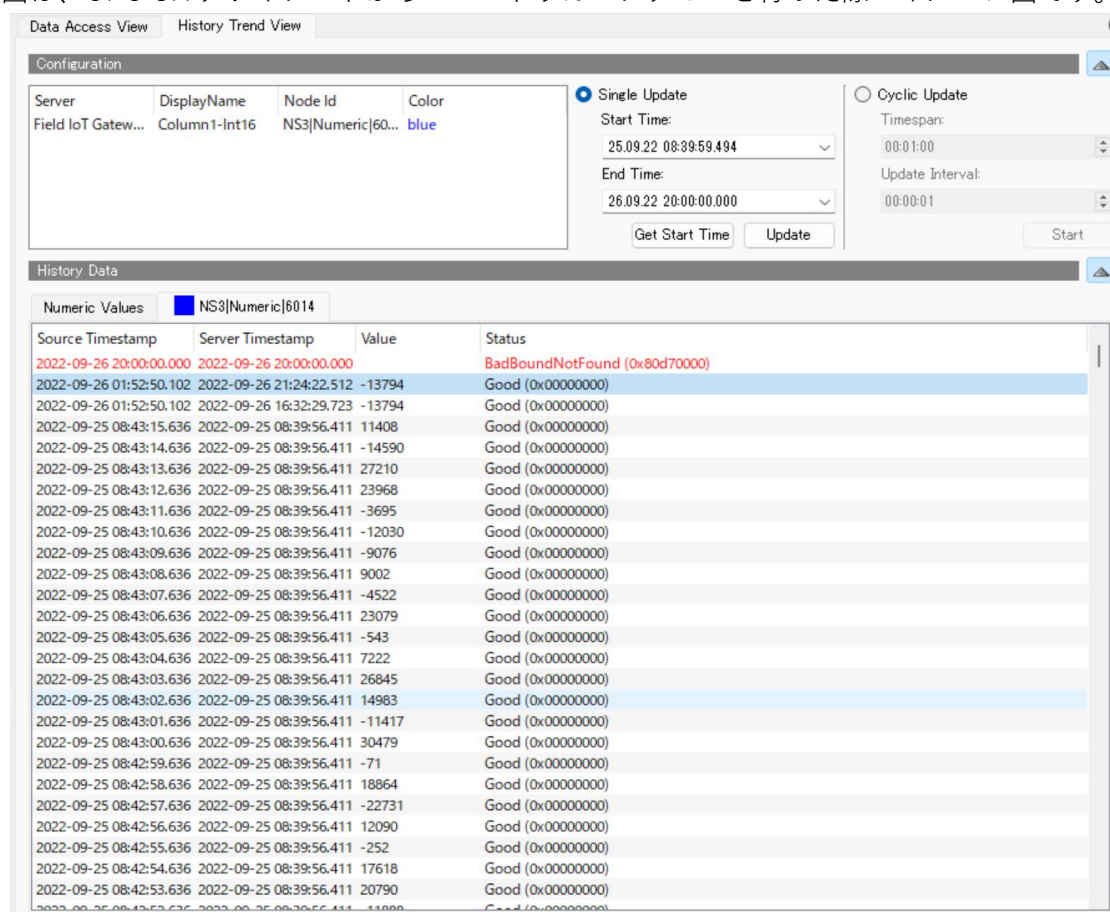 Data Access View History Trend View
Configuration
Server DisplayName Node Id Color
Field IoT Gatew... Column1-Int16 NS3|Numeric|60... blue
Single Update
Start Time:
25.09.22 08:39:59.494
End Time:
26.09.22 20:00:00.000
Get Start Time Update
Cyclic Update
Timespan:
00:01:00
Update Interval:
00:00:01
Start
History Data
Numeric Values NS3|Numeric|6014
Source Timestamp Server Timestamp Value Status
2022-09-26 20:00:00.000 2022-09-26 20:00:00.000 BadBoundNotFound (0x80d70000)
2022-09-26 01:52:50.102 2022-09-26 21:24:22.512 -13794 Good (0x00000000)
2022-09-26 01:52:50.102 2022-09-26 16:32:29.723 -13794 Good (0x00000000)
2022-09-25 08:43:15.636 2022-09-25 08:39:56.411 11408 Good (0x00000000)
2022-09-25 08:43:14.636 2022-09-25 08:39:56.411 -14590 Good (0x00000000)
2022-09-25 08:43:13.636 2022-09-25 08:39:56.411 27210 Good (0x00000000)
2022-09-25 08:43:12.636 2022-09-25 08:39:56.411 23968 Good (0x00000000)
2022-09-25 08:43:11.636 2022-09-25 08:39:56.411 -3695 Good (0x00000000)
2022-09-25 08:43:10.636 2022-09-25 08:39:56.411 -12030 Good (0x00000000)
2022-09-25 08:43:09.636 2022-09-25 08:39:56.411 -9076 Good (0x00000000)
2022-09-25 08:43:08.636 2022-09-25 08:39:56.411 9002 Good (0x00000000)
2022-09-25 08:43:07.636 2022-09-25 08:39:56.411 -4522 Good (0x00000000)
2022-09-25 08:43:06.636 2022-09-25 08:39:56.411 23079 Good (0x00000000)
2022-09-25 08:43:05.636 2022-09-25 08:39:56.411 -543 Good (0x00000000)
2022-09-25 08:43:04.636 2022-09-25 08:39:56.411 7222 Good (0x00000000)
2022-09-25 08:43:03.636 2022-09-25 08:39:56.411 26845 Good (0x00000000)
2022-09-25 08:43:02.636 2022-09-25 08:39:56.411 14983 Good (0x00000000)
2022-09-25 08:43:01.636 2022-09-25 08:39:56.411 -11417 Good (0x00000000)
2022-09-25 08:43:00.636 2022-09-25 08:39:56.411 30479 Good (0x00000000)
2022-09-25 08:42:59.636 2022-09-25 08:39:56.411 -71 Good (0x00000000)
2022-09-25 08:42:58.636 2022-09-25 08:39:56.411 18864 Good (0x00000000)
2022-09-25 08:42:57.636 2022-09-25 08:39:56.411 -22731 Good (0x00000000)
2022-09-25 08:42:56.636 2022-09-25 08:39:56.411 12090 Good (0x00000000)
2022-09-25 08:42:55.636 2022-09-25 08:39:56.411 -252 Good (0x00000000)
2022-09-25 08:42:54.636 2022-09-25 08:39:56.411 17618 Good (0x00000000)
2022-09-25 08:42:53.636 2022-09-25 08:39:56.411 20790 Good (0x00000000)